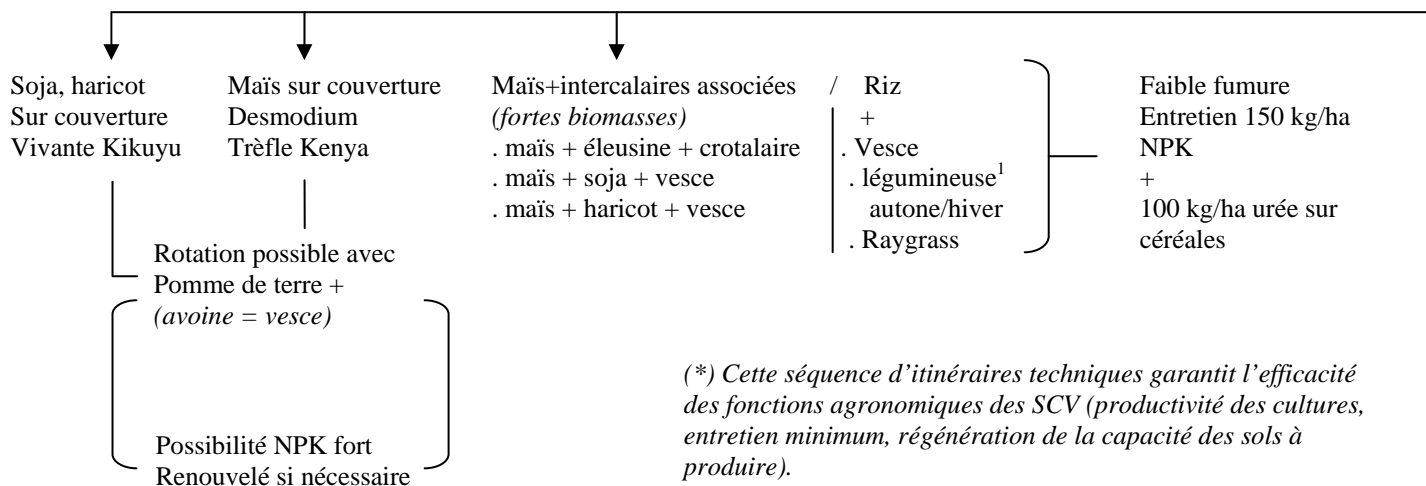 Soja, haricot
Sur couverture
Vivante Kikuyu
Maïs sur couverture
Desmodium
Trèfle Kenya
Maïs+intercalaires associées
(fortes biomasses)
. maïs + éleusine + crotalaire
. maïs + soja + vesce
. maïs + haricot + vesce
/ Riz
+
. Vesce
. légumineuse1
autone/hiver
. Raygrass
Faible fumure
Entretien 150 kg/ha
NPK
+
100 kg/ha urée sur
céréales
Rotation possible avec
Pomme de terre +
(avoine = vesce)
Possibilité NPK fort
Renouvelé si nécessaire
(*) Cette séquence d'itinéraires techniques garantit l'efficacité
des fonctions agronomiques des SCV (productivité des cultures,
entretien minimum, régénération de la capacité des sols à
produire).